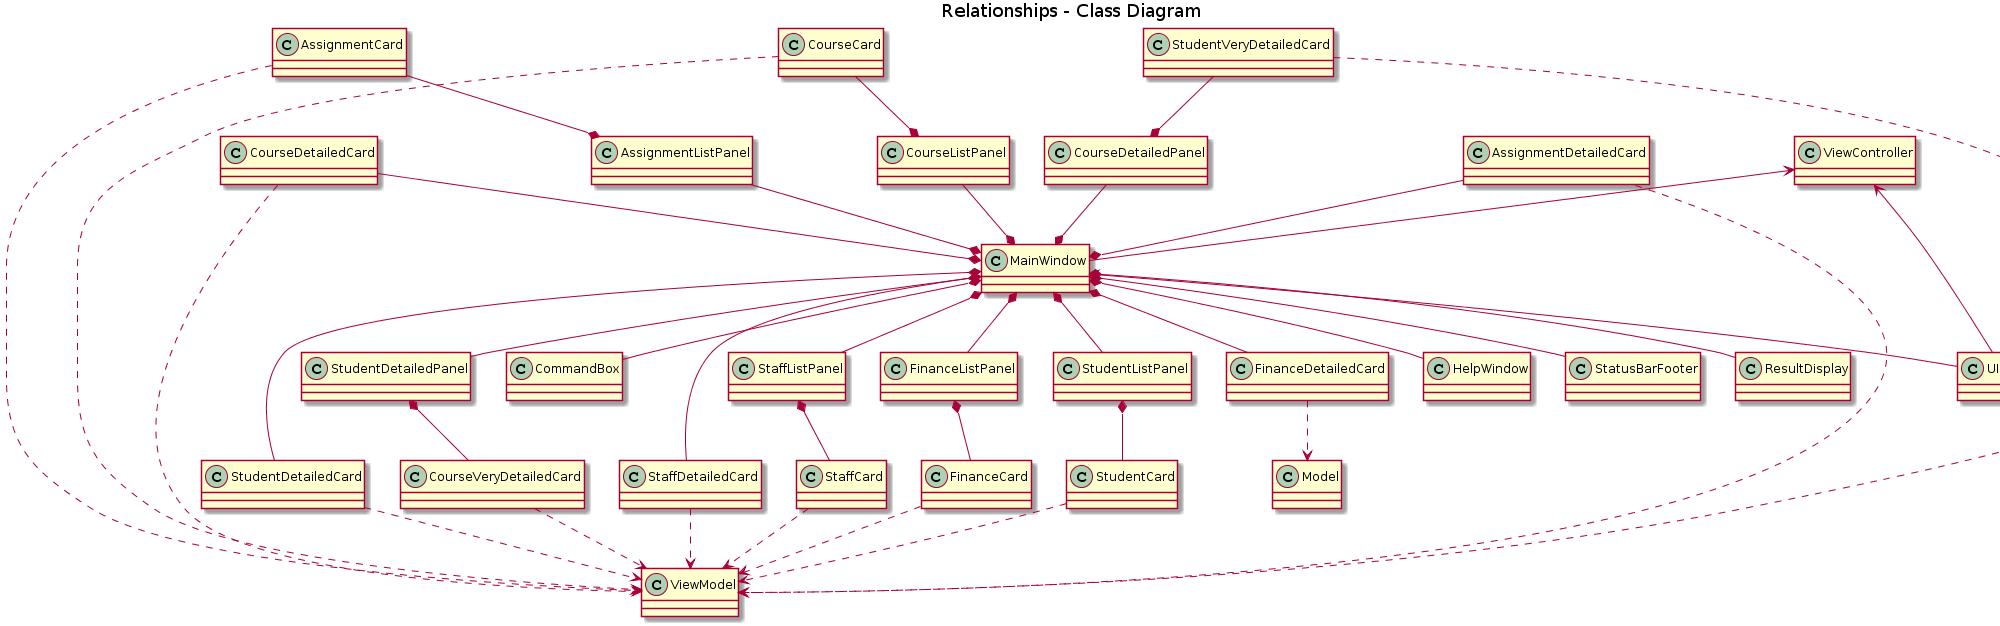 Relationships - Class Diagram
C AssignmentCard
C CourseCard
C StudentVeryDetailedCard
C CourseDetailedCard
C AssignmentListPanel
C CourseListPanel
C CourseDetailedPanel
C AssignmentDetailedCard
C ViewController
C MainWindow
C StudentDetailedPanel
C CommandBox
C StaffListPanel
C FinanceListPanel
C StudentListPanel
C FinanceDetailedCard
C HelpWindow
C StatusBarFooter
C ResultDisplay
C UI
C StudentDetailedCard
C CourseVeryDetailedCard
C StaffDetailedCard
C StaffCard
C FinanceCard
C StudentCard
C Model
C ViewModel